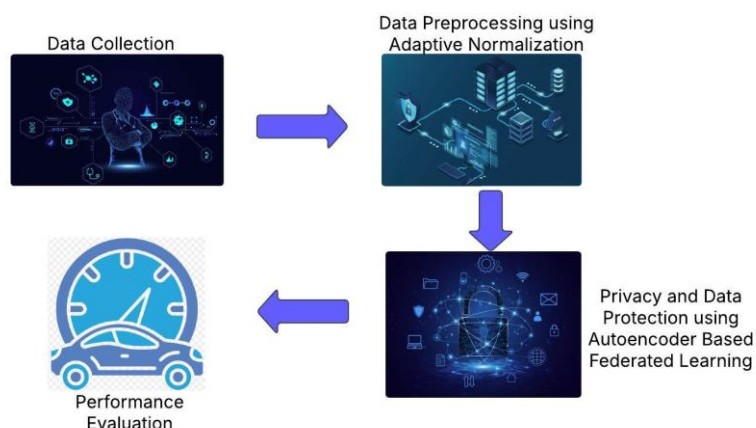 Data Collection
Data Preprocessing using
Adaptive Normalization
Privacy and Data
Protection using
Autoencoder Based
Federated Learning
Performance
Evaluation